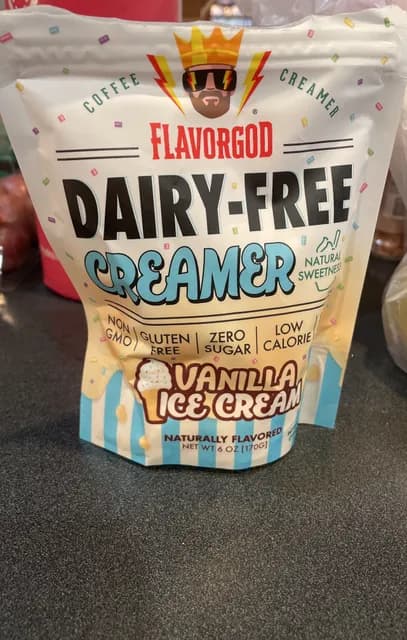 COFFEE CREAMER
FLAVORGOD®
DAIRY-FREE
CREAMER
NATURAL
SWEETNESS
NON GMO | GLUTEN FREE | ZERO SUGAR | LOW CALORIE
VANILLA
ICE CREAM
NATURALLY FLAVORED
NET WT 6 OZ [170G]